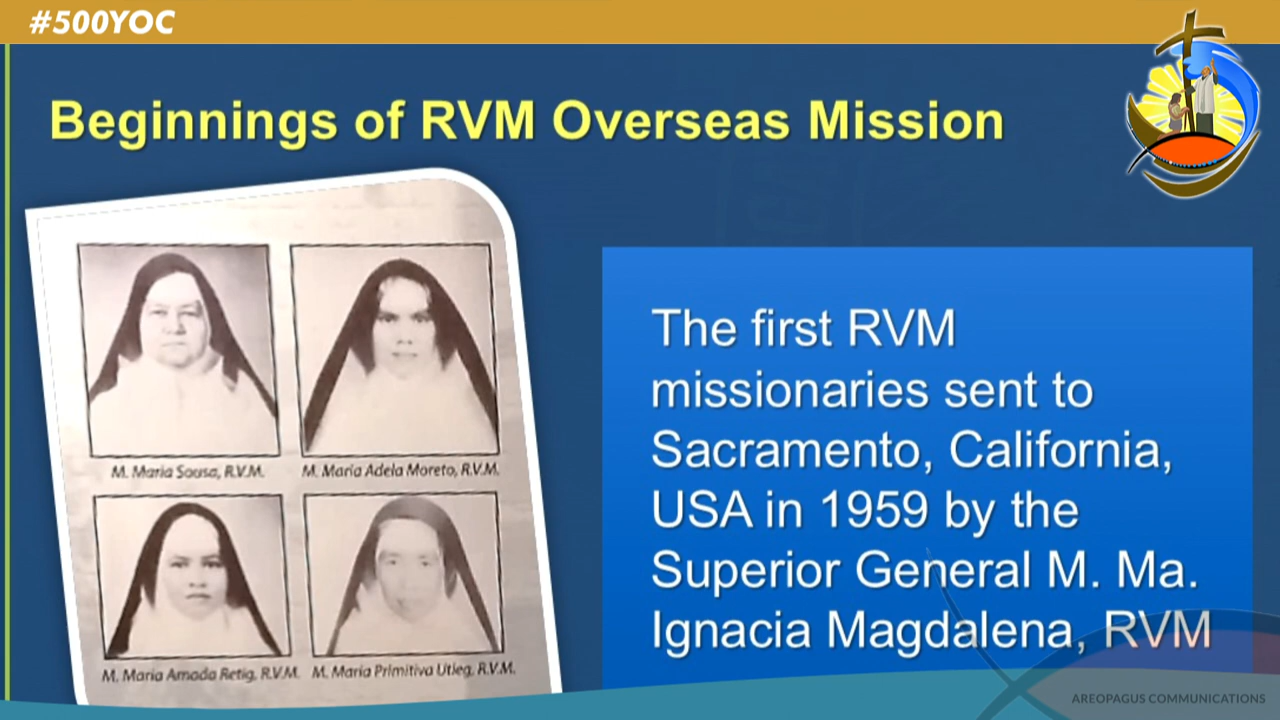 #500YOC
Beginnings of RVM Overseas Mission
M. Maria Sousa, R.V.M.
M. Maria Adela Moreto, R.V.M.
M. Maria Amada Retig, R.V.M.
M. Maria Primitiva Utleg, R.V.M.
The first RVM
missionaries sent to
Sacramento, California,
USA in 1959 by the
Superior General M. Ma.
Ignacia Magdalena, RVM
AREOPAGUS COMMUNICATIONS